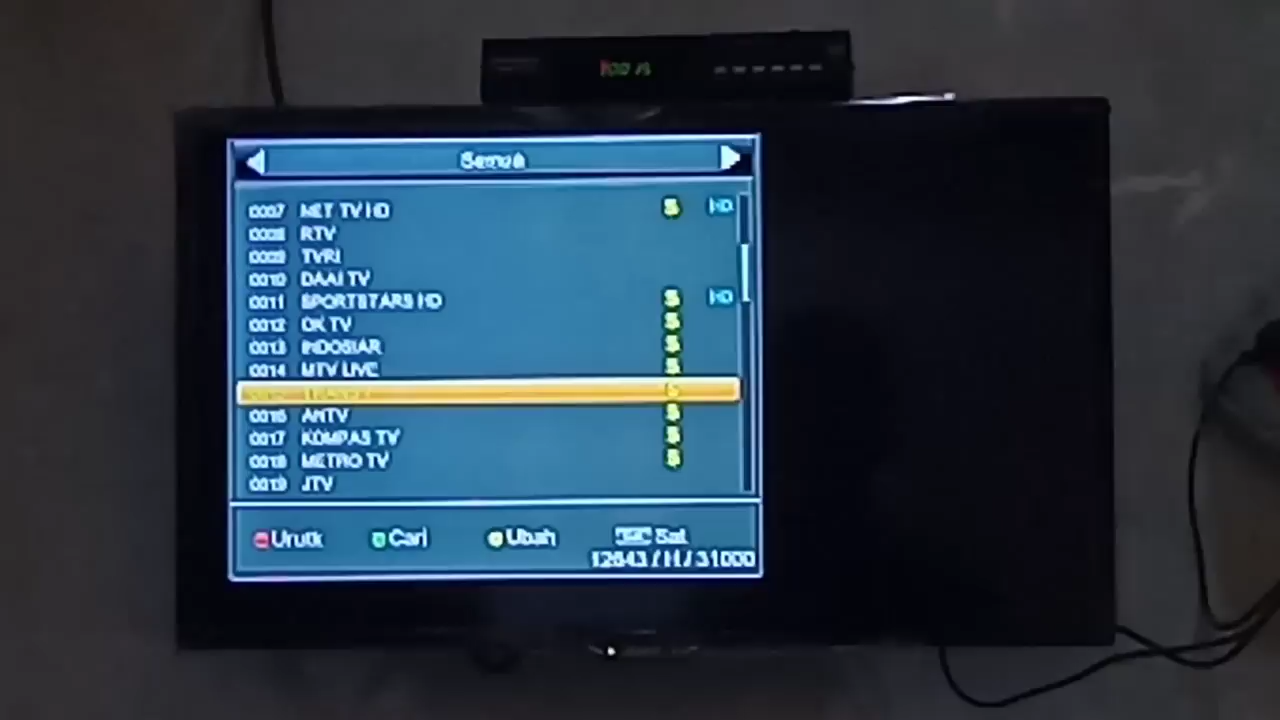 Semua
0007 NET TV HD S HD
0008 RTV
0009 TVRI
0010 DAAI TV
0011 SPORTSTARS HD S HD
0012 OK TV S
0013 INDOSIAR S
0014 MTV LIVE S
0015 S
0016 ANTV S
0017 KOMPAS TV S
0018 METRO TV S
0019 JTV
Urutk Cari Ubah Sat
12643 / H / 31000